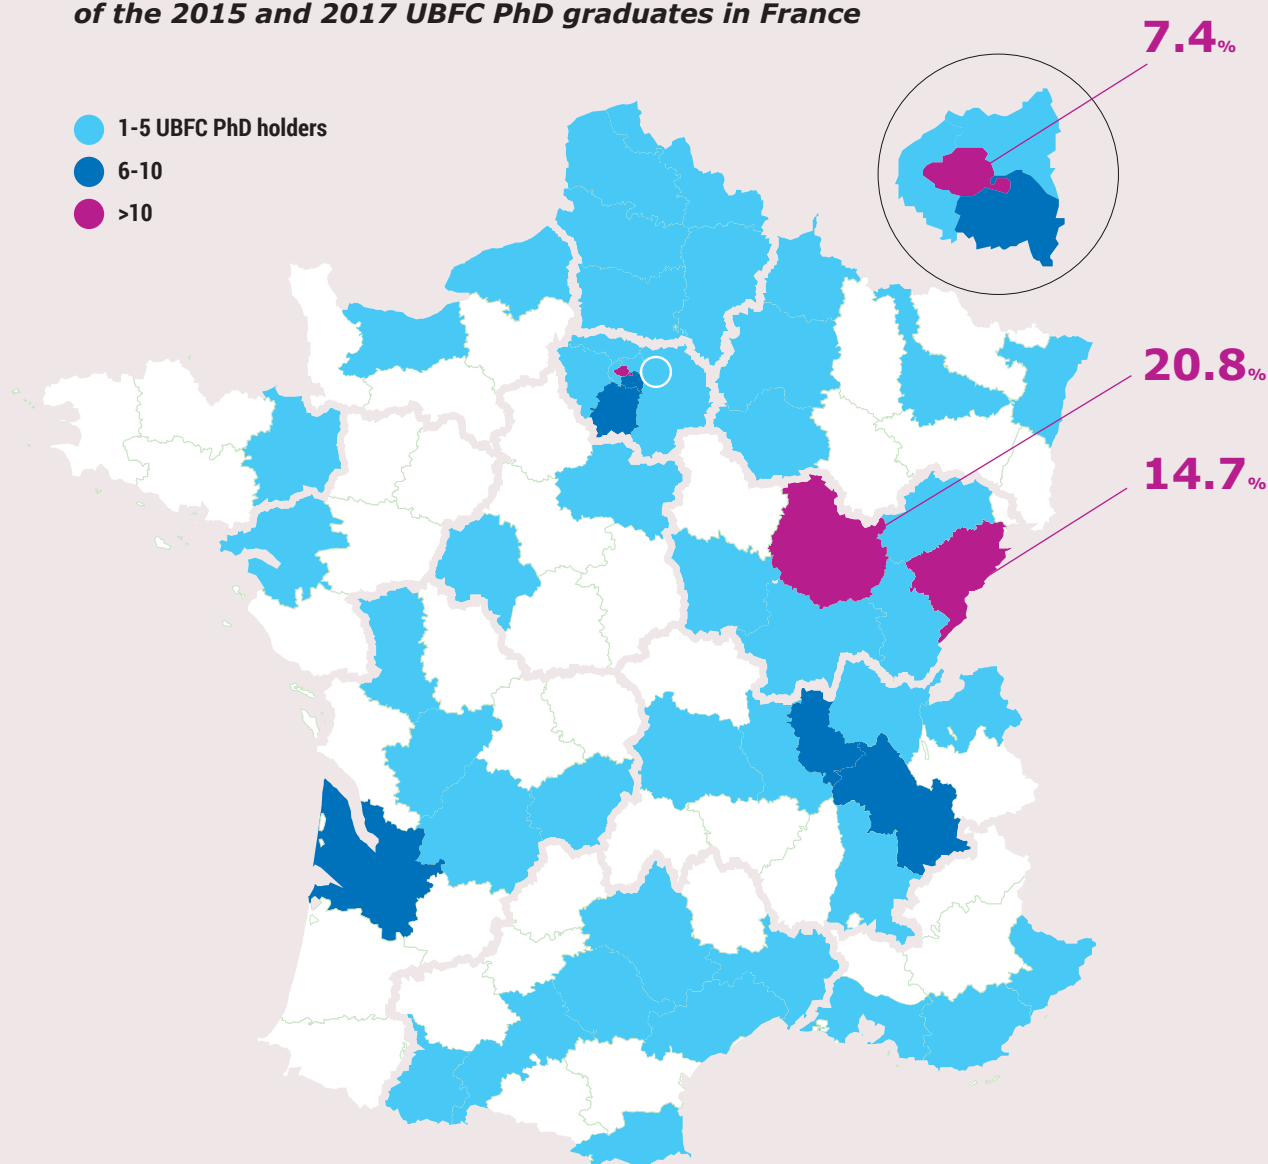 of the 2015 and 2017 UBFC PhD graduates in France
7.4%
1-5 UBFC PhD holders
6-10
>10
20.8%
14.7%